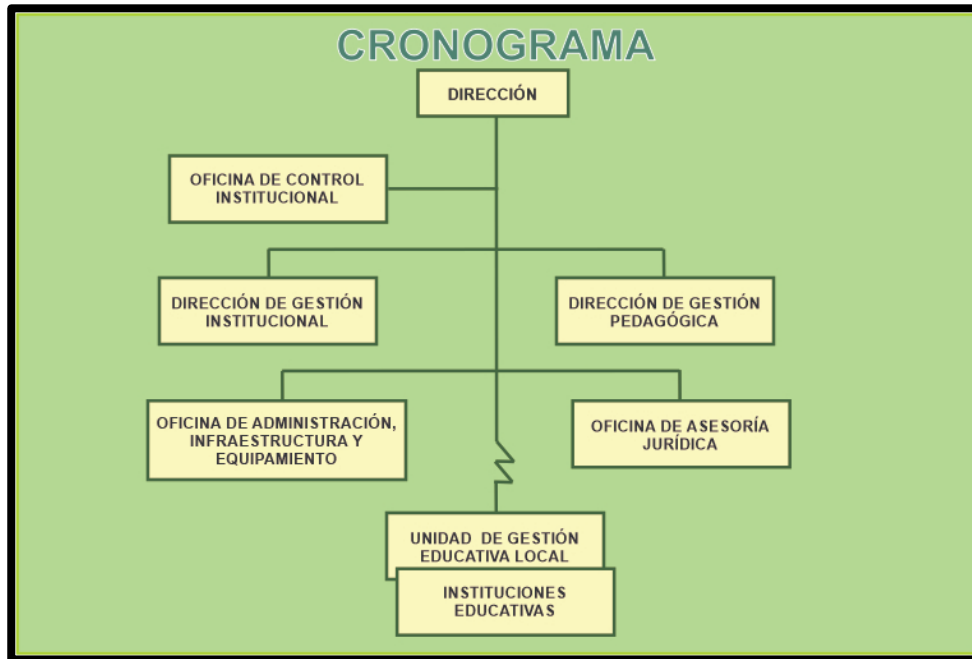 CRONOGRAMA
DIRECCIÓN
OFICINA DE CONTROL
INSTITUCIONAL
DIRECCIÓN DE GESTIÓN
INSTITUCIONAL
DIRECCIÓN DE GESTIÓN
PEDAGÓGICA
OFICINA DE ADMINISTRACIÓN,
INFRAESTRUCTURA Y
EQUIPAMIENTO
OFICINA DE ASESORÍA
JURÍDICA
UNIDAD DE GESTIÓN
EDUCATIVA LOCAL
INSTITUCIONES
EDUCATIVAS